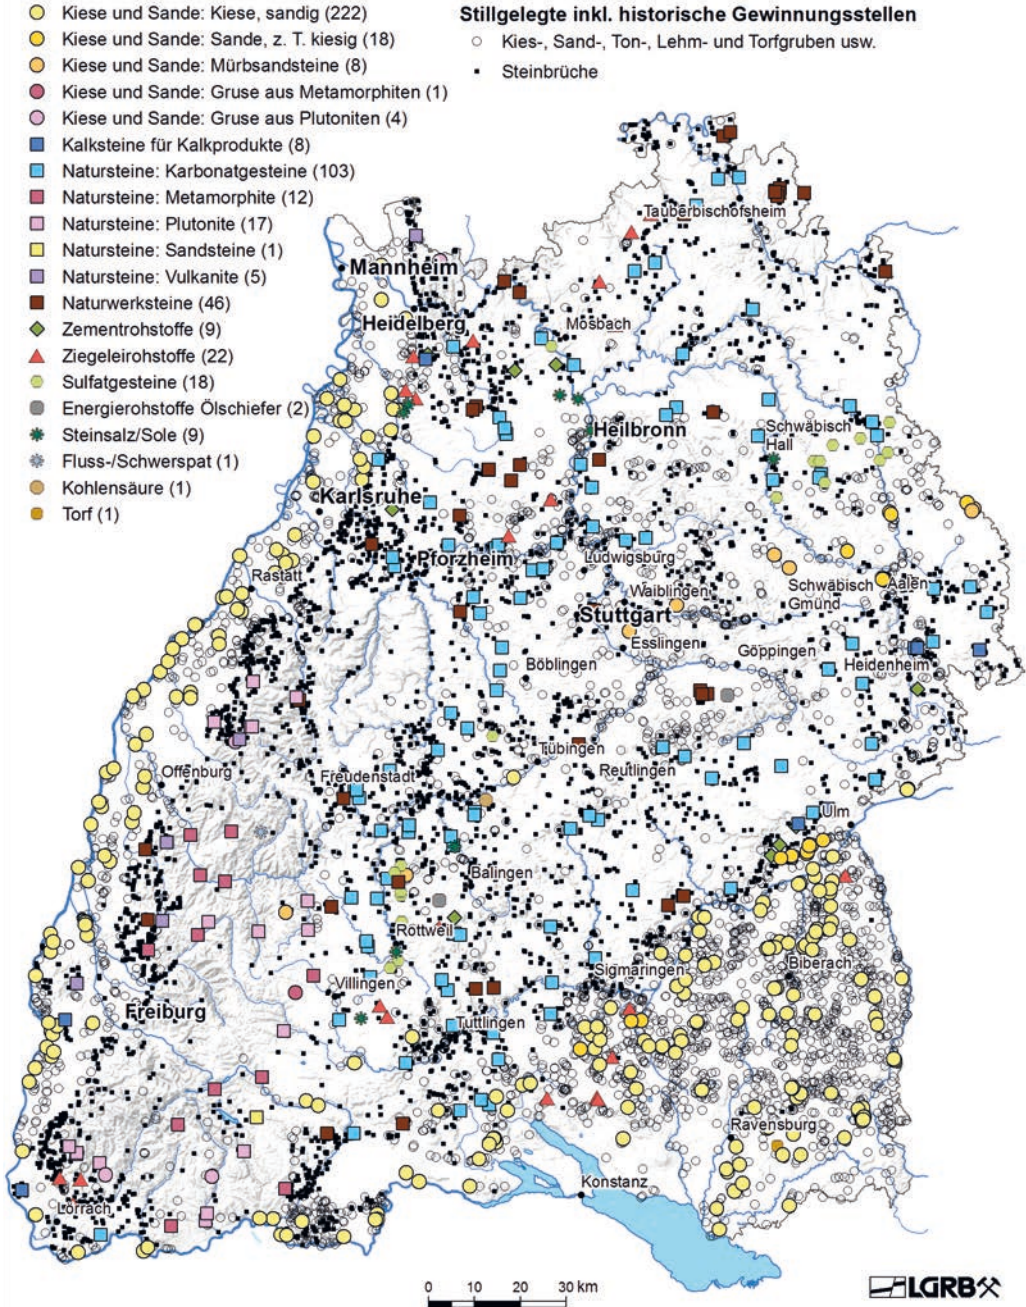 Kiese und Sande: Kiese, sandig (222)
Kiese und Sande: Sande, z. T. kiesig (18)
Kiese und Sande: Mürbsandsteine (8)
Kiese und Sande: Gruse aus Metamorphiten (1)
Kiese und Sande: Gruse aus Plutoniten (4)
Kalksteine für Kalkprodukte (8)
Natursteine: Karbonatgesteine (103)
Natursteine: Metamorphite (12)
Natursteine: Plutonite (17)
Natursteine: Sandsteine (1)
Natursteine: Vulkanite (5)
Naturwerksteine (46)
Zementrohstoffe (9)
Ziegeleirohstoffe (22)
Sulfatgesteine (18)
Energierohstoffe Ölschiefer (2)
Steinsalz/Sole (9)
Fluss-/Schwerspat (1)
Kohlensäure (1)
Torf (1)
Stillgelegte inkl. historische Gewinnungsstellen
Kies-, Sand-, Ton-, Lehm- und Torfgruben usw.
Steinbrüche
Tauberbischofsheim
Mannheim
Heidelberg
Mosbach
Heilbronn
Schwäbisch
Hall
Karlsruhe
Pforzheim
Ludwigsburg
Rastatt
Waiblingen
Schwäbisch
Gmünd
Aalen
Stuttgart
Esslingen
Böblingen
Göppingen
Heidenheim
Tübingen
Offenburg
Freudenstadt
Reutlingen
Ulm
Balingen
Rottweil
Biberach
Sigmaringen
Villingen
Freiburg
Tuttlingen
Ravensburg
Konstanz
Lörrach
0 10 20 30 km
LGRB